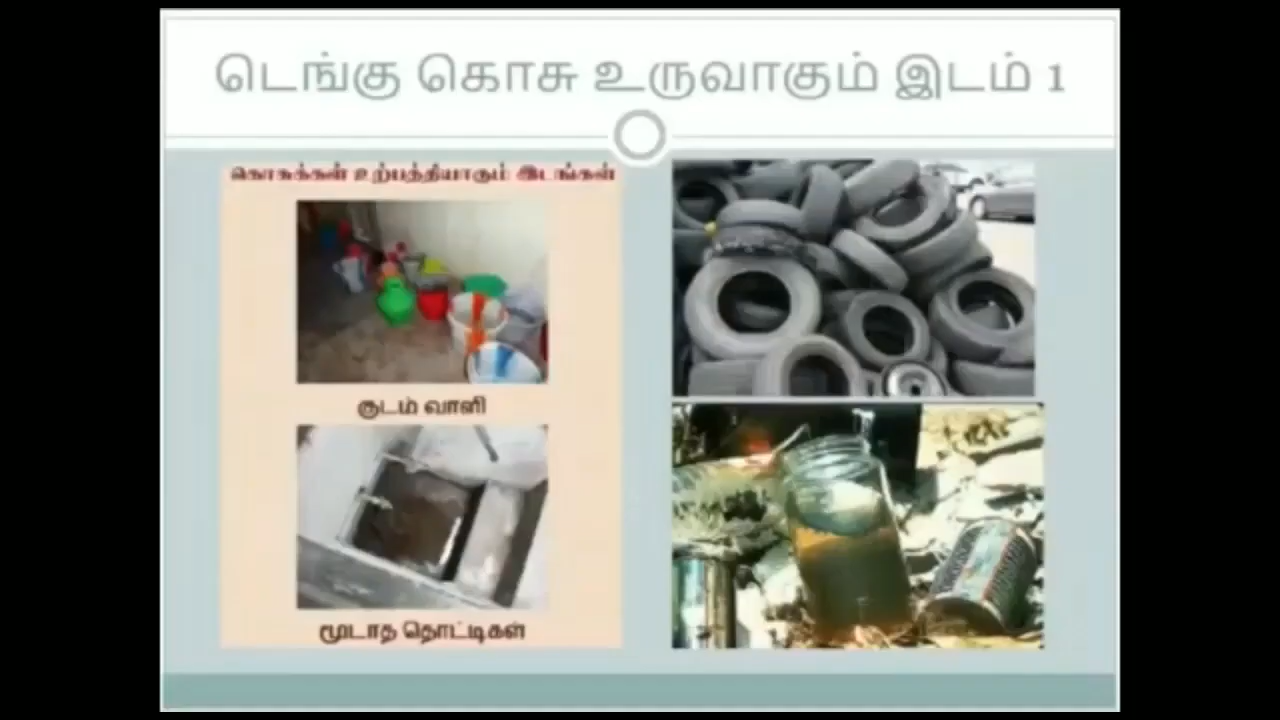 டெங்கு கொசு உருவாகும் இடம் 1
கொசுக்கள் உற்பத்தியாகும் இடங்கள்
குடம் வாளி
மூடாத தொட்டிகள்